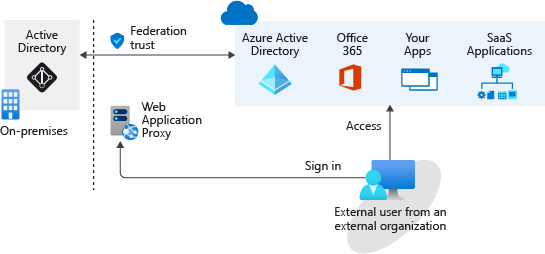 Active
Directory
On-premises
Federation
trust
Azure Active
Directory
Office
365
Your
Apps
SaaS
Applications
Web
Application
Proxy
Access
Sign in
External user from an
external organization